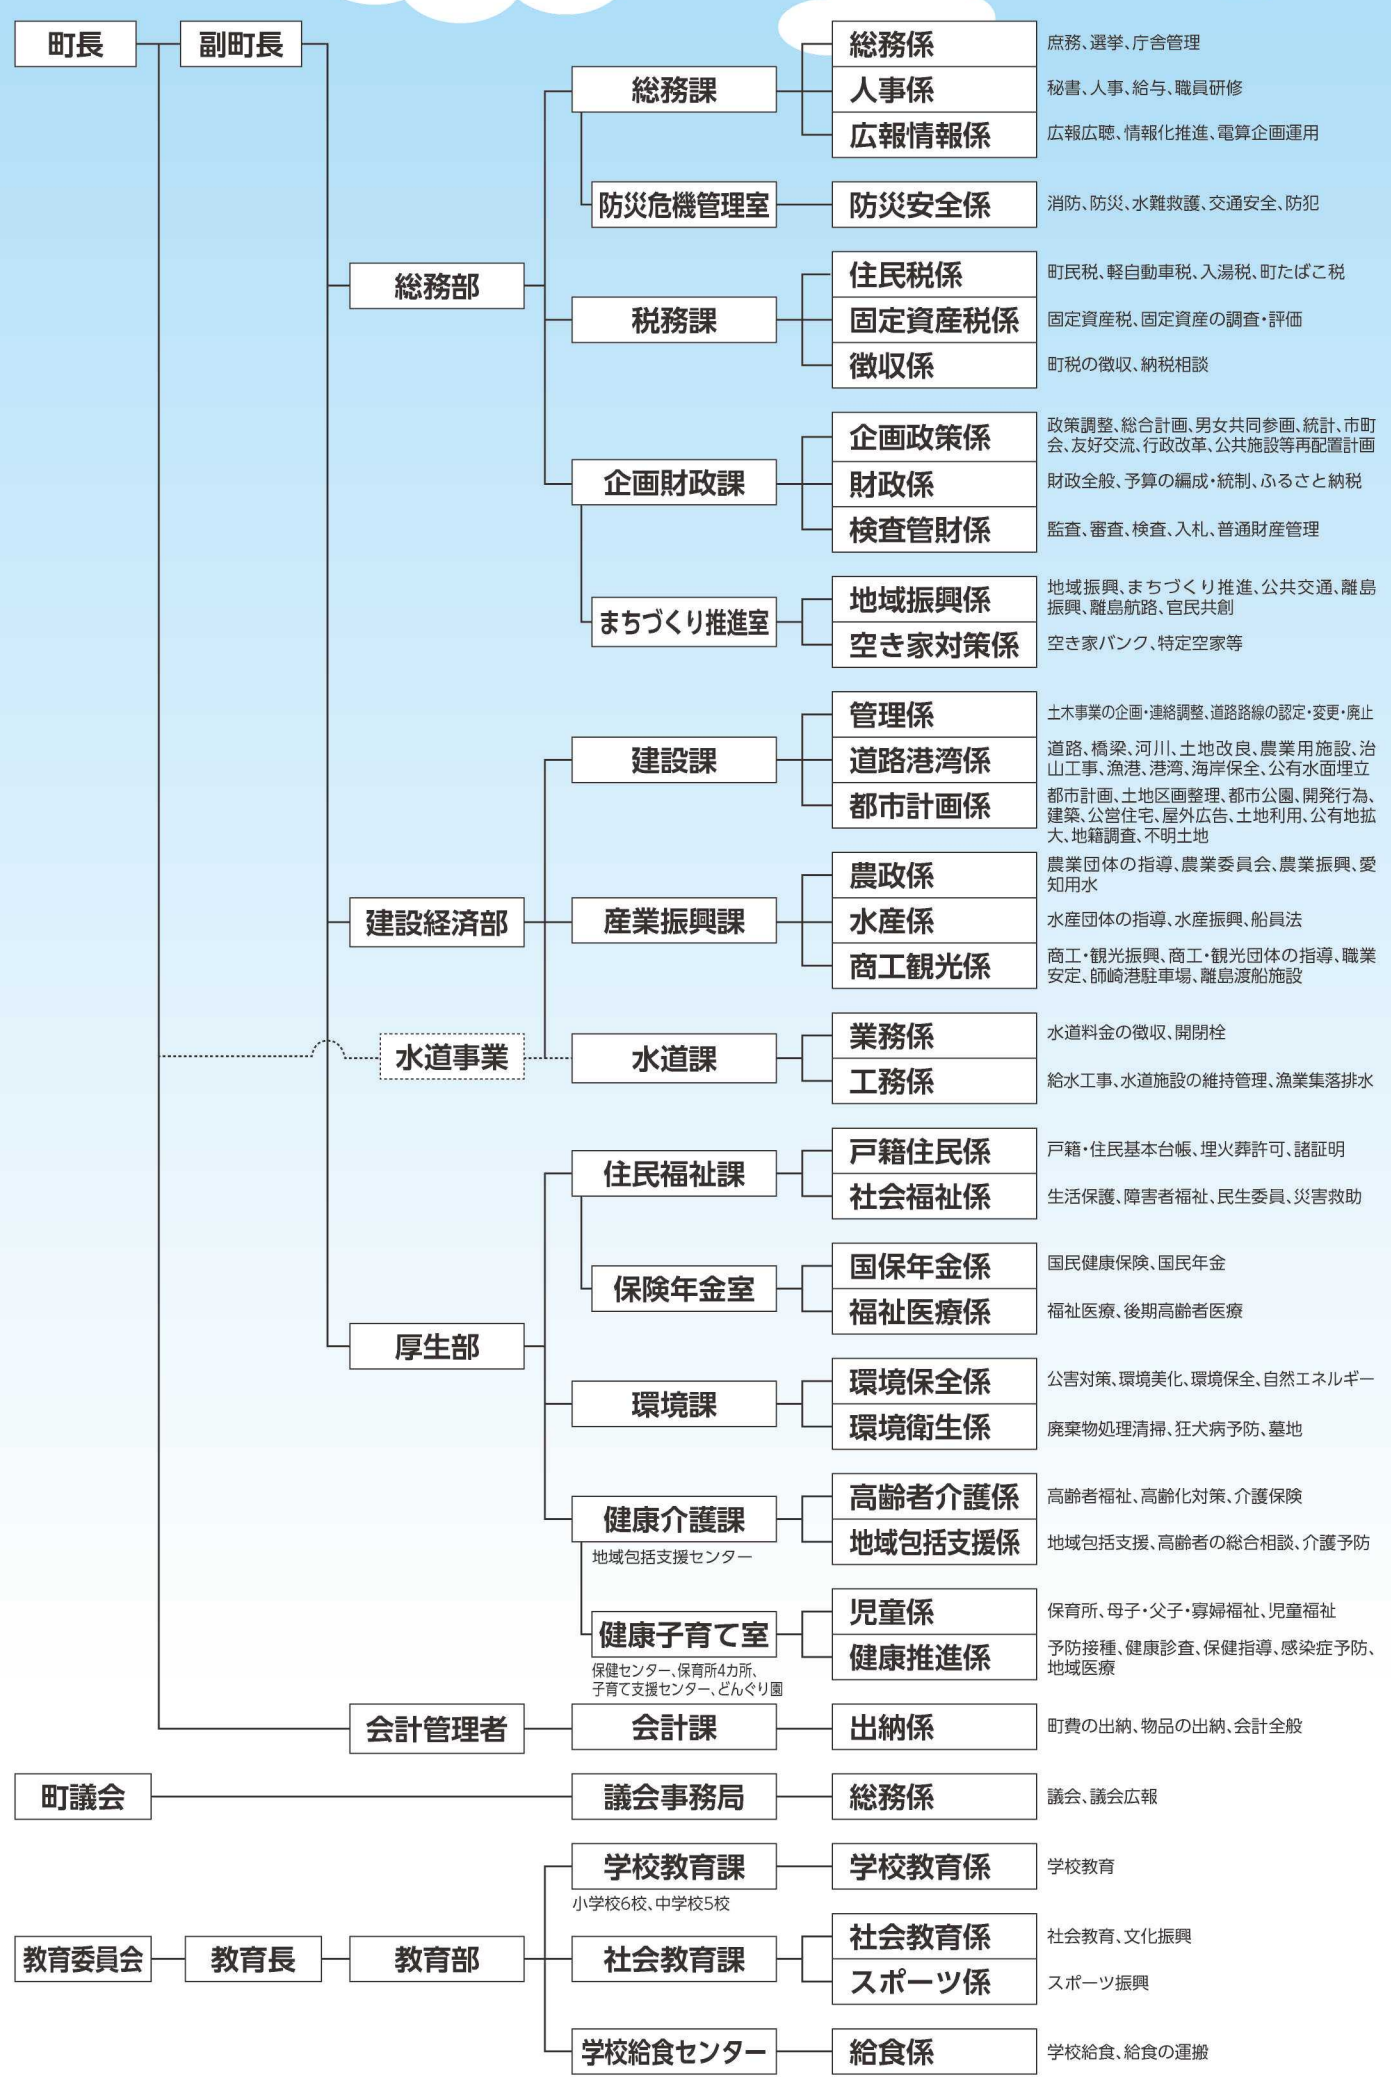 町長
副町長
総務部
総務課
総務係
庶務、選挙、庁舎管理
人事係
秘書、人事、給与、職員研修
広報情報係
広報広聴、情報化推進、電算企画運用
防災危機管理室
防災安全係
消防、防災、水難救護、交通安全、防犯
税務課
住民税係
町民税、軽自動車税、入湯税、町たばこ税
固定資産税係
固定資産税、固定資産の調査・評価
徴収係
町税の徴収、納税相談
企画財政課
企画政策係
政策調整、総合計画、男女共同参画、統計、市町
会、友好交流、行政改革、公共施設等再配置計画
財政係
財政全般、予算の編成・統制、ふるさと納税
検査管財係
監査、審査、検査、入札、普通財産管理
まちづくり推進室
地域振興係
地域振興、まちづくり推進、公共交通、離島
振興、離島航路、官民共創
空き家対策係
空き家バンク、特定空家等
建設経済部
建設課
管理係
土木事業の企画・連絡調整、道路路線の認定・変更・廃止
道路港湾係
道路、橋梁、河川、土地改良、農業用施設、治
山工事、漁港、港湾、海岸保全、公有水面埋立
都市計画係
都市計画、土地区画整理、都市公園、開発行為、
建築、公営住宅、屋外広告、土地利用、公有地拡
大、地籍調査、不明土地
産業振興課
農政係
農業団体の指導、農業委員会、農業振興、愛
知用水
水産係
水産団体の指導、水産振興、船員法
商工観光係
商工・観光振興、商工・観光団体の指導、職業
安定、師崎港駐車場、離島渡船施設
水道事業
水道課
業務係
水道料金の徴収、開閉栓
工務係
給水工事、水道施設の維持管理、漁業集落排水
厚生部
住民福祉課
戸籍住民係
戸籍・住民基本台帳、埋火葬許可、諸証明
社会福祉係
生活保護、障害者福祉、民生委員、災害救助
保険年金室
国保年金係
国民健康保険、国民年金
福祉医療係
福祉医療、後期高齢者医療
環境課
環境保全係
公害対策、環境美化、環境保全、自然エネルギー
環境衛生係
廃棄物処理清掃、狂犬病予防、墓地
健康介護課
地域包括支援センター
高齢者介護係
高齢者福祉、高齢化対策、介護保険
地域包括支援係
地域包括支援、高齢者の総合相談、介護予防
健康子育て室
保健センター、保育所4カ所、
子育て支援センター、どんぐり園
児童係
保育所、母子・父子・寡婦福祉、児童福祉
健康推進係
予防接種、健康診査、保健指導、感染症予防、
地域医療
会計管理者
会計課
出納係
町費の出納、物品の出納、会計全般
町議会
議会事務局
総務係
議会、議会広報
教育委員会
教育長
教育部
学校教育課
小学校6校、中学校5校
学校教育係
学校教育
社会教育課
社会教育係
社会教育、文化振興
スポーツ係
スポーツ振興
学校給食センター
給食係
学校給食、給食の運搬